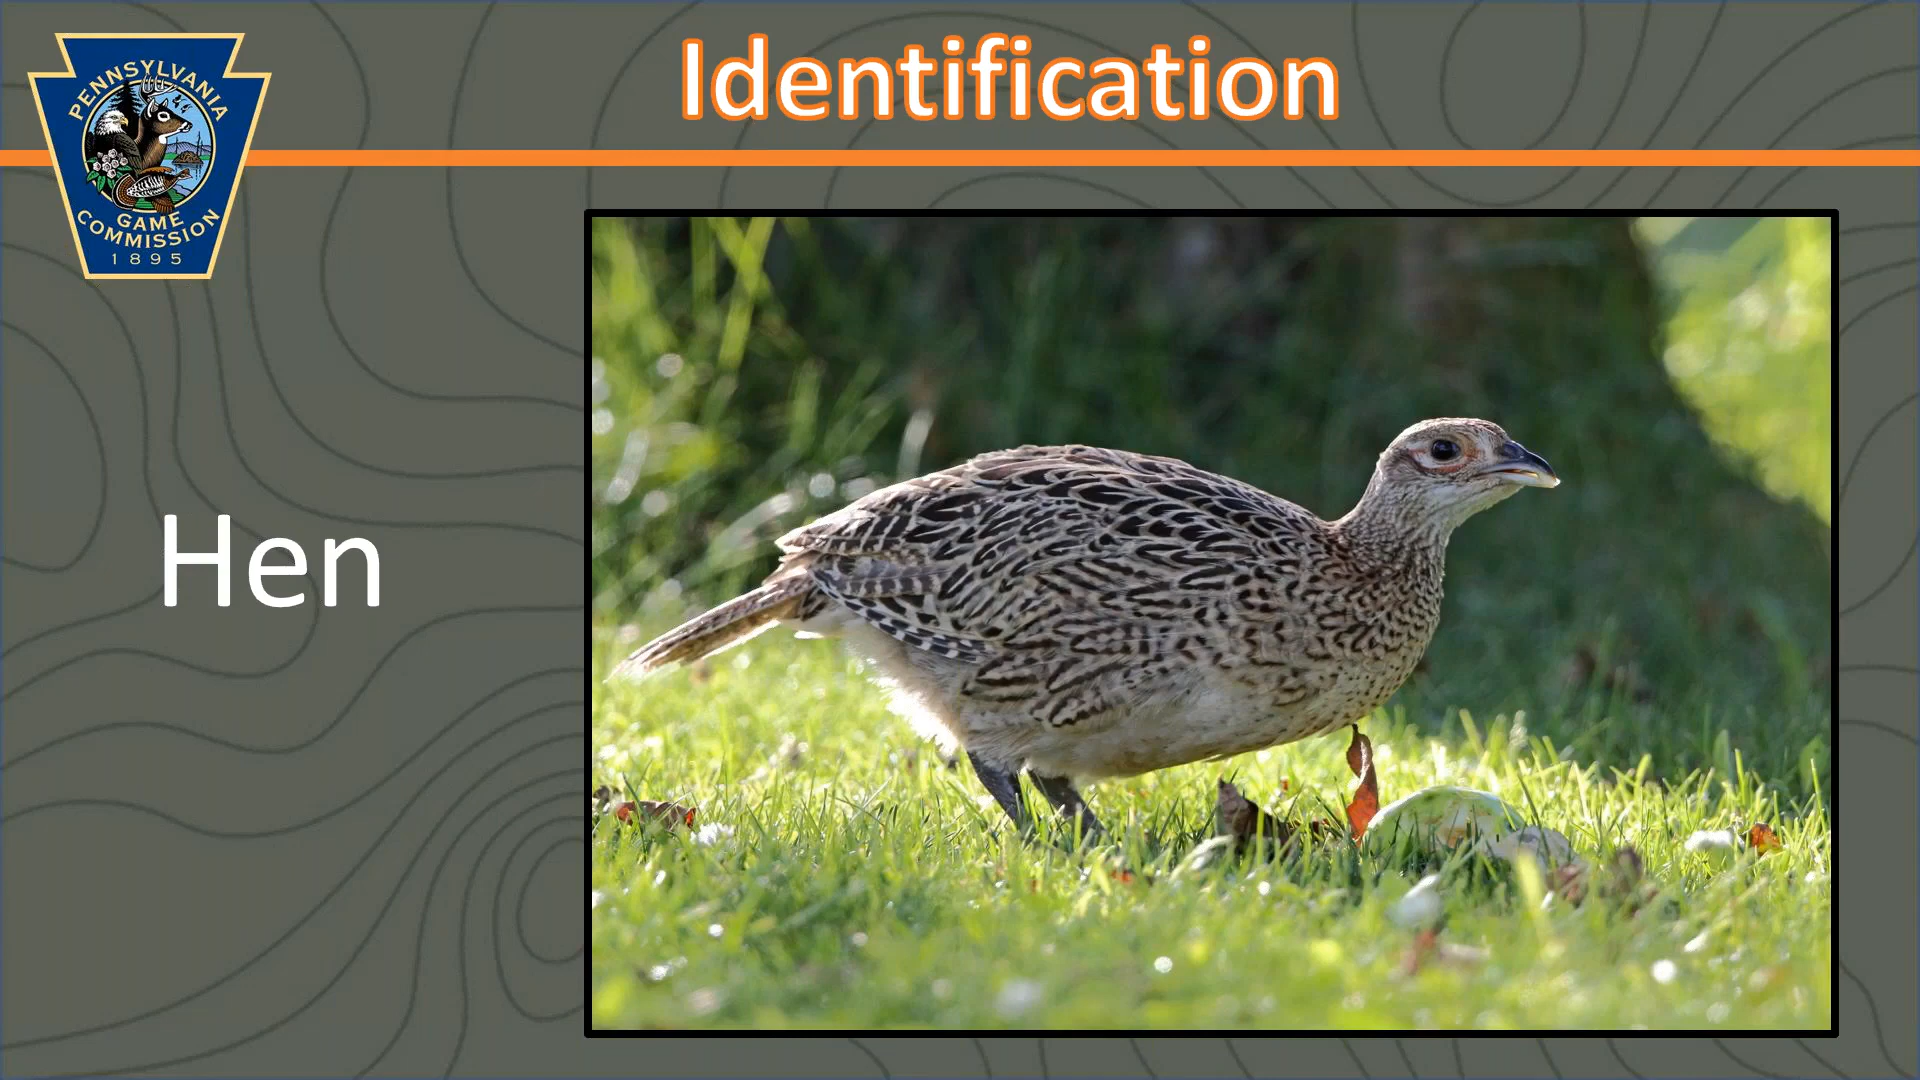 Identification
PENNSYLVANIA
GAME
COMMISSION
1895
Hen